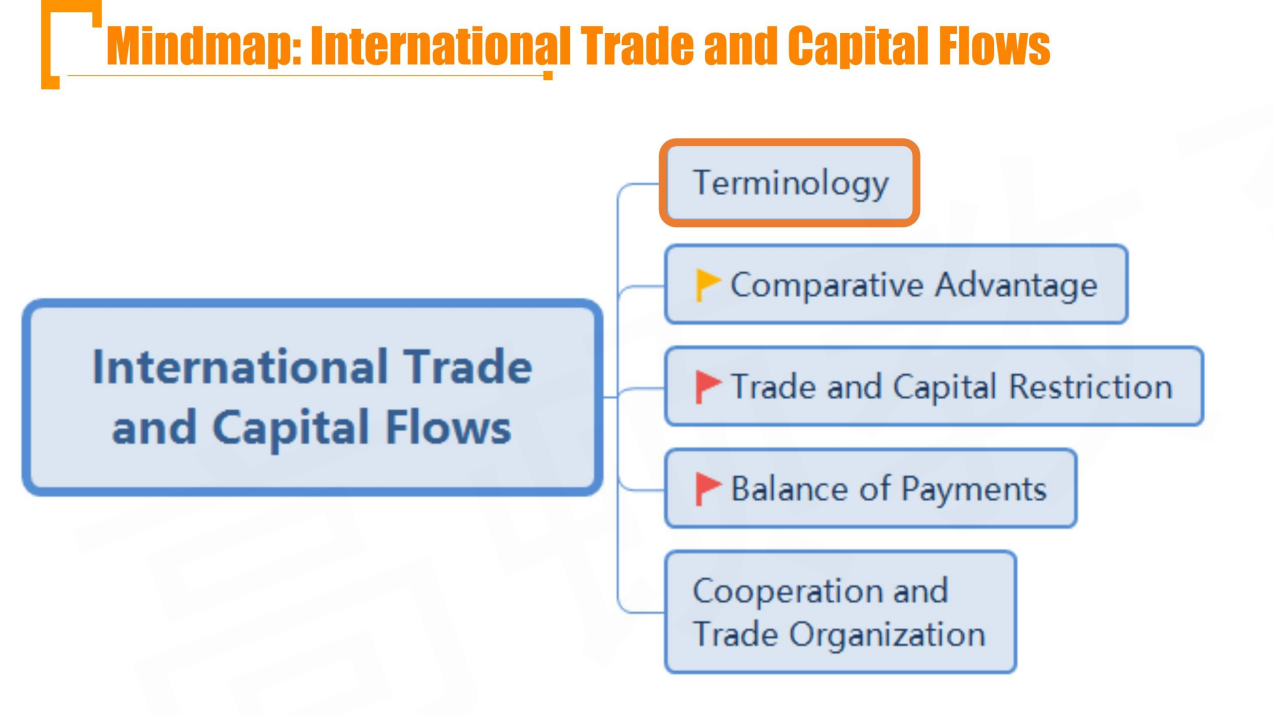 Mindmap: International Trade and Capital Flows
Terminology
Comparative Advantage
International Trade
and Capital Flows
Trade and Capital Restriction
Balance of Payments
Cooperation and
Trade Organization